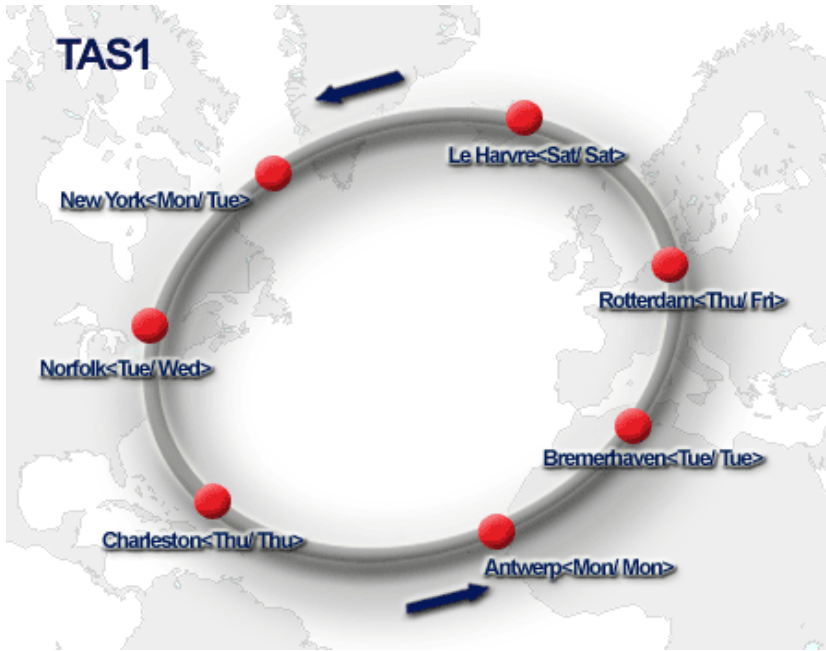 TAS1
Le Harvre<Sat/ Sat>
New York<Mon/ Tue>
Rotterdam<Thu/ Fri>
Norfolk<Tue/ Wed>
Bremerhaven<Tue/ Tue>
Charleston<Thu/ Thu>
Antwerp<Mon/ Mon>